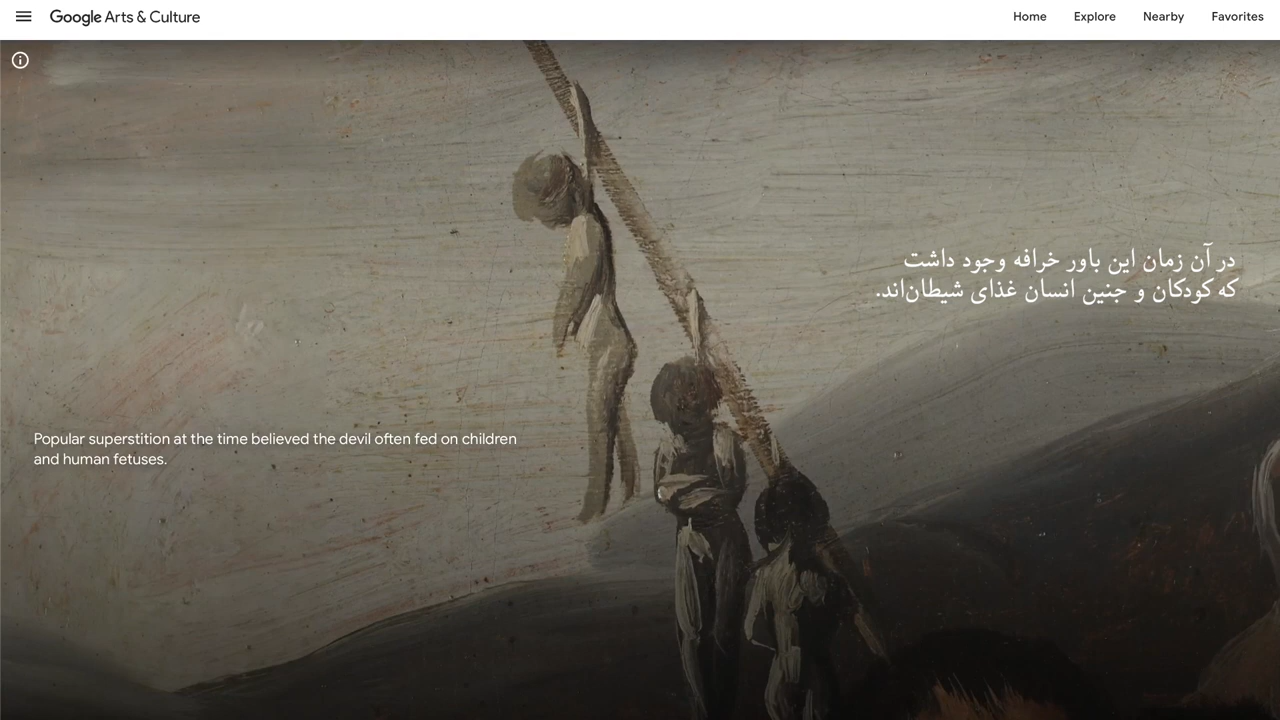 Google Arts & Culture
Home Explore Nearby Favorites
در آن زمان این باور خرافه وجود داشت
که کودکان و جنین انسان غذای شیطان‌اند.
Popular superstition at the time believed the devil often fed on children
and human fetuses.